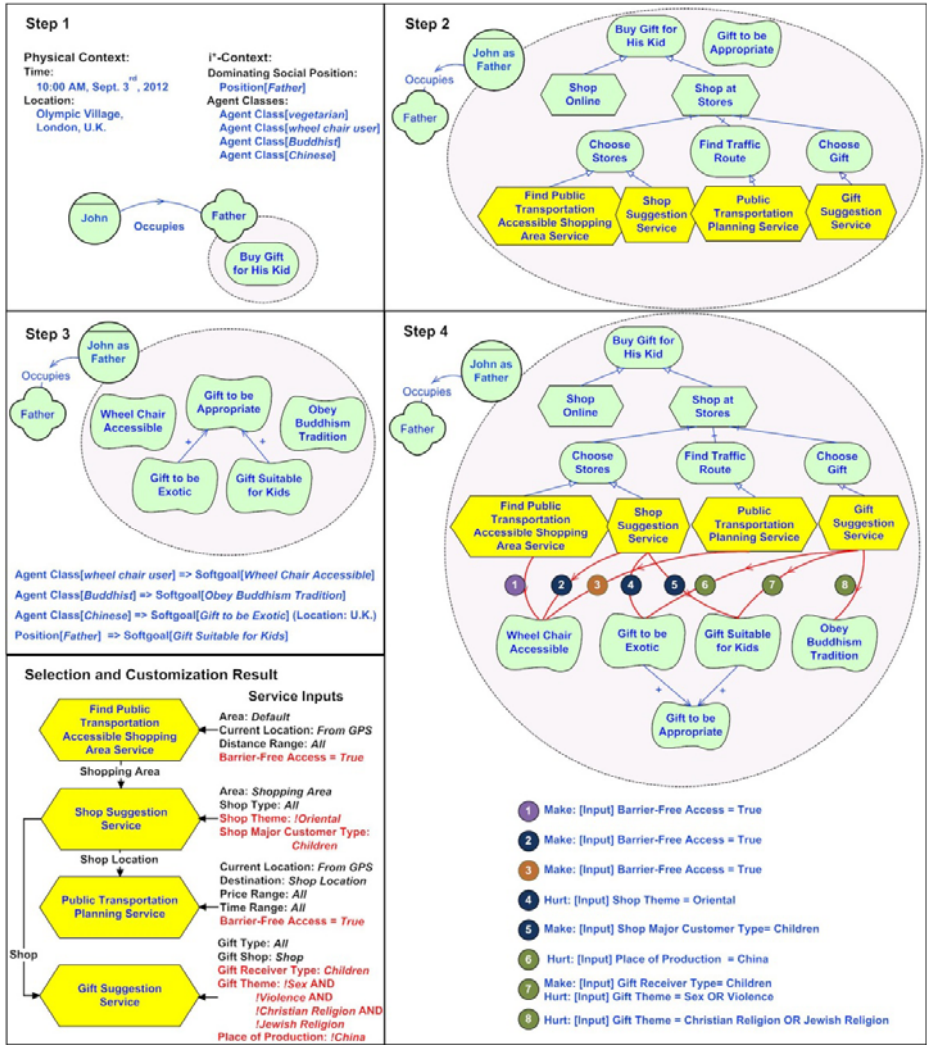 Step 1
Physical Context:
Time:
10:00 AM, Sept. 3rd, 2012
Location:
Olympic Village,
London, U.K.
i*-Context:
Dominating Social Position:
Position[Father]
Agent Classes:
Agent Class[vegetarian]
Agent Class[wheel chair user]
Agent Class[Buddhist]
Agent Class[Chinese]
John
Occupies
Father
Buy Gift
for His Kid
Step 2
John as
Father
Occupies
Father
Buy Gift for
His Kid
Gift to be
Appropriate
Shop
Online
Shop at
Stores
Choose
Stores
Find Traffic
Route
Choose
Gift
Find Public
Transportation
Accessible Shopping
Area Service
Shop
Suggestion
Service
Public
Transportation
Planning Service
Gift
Suggestion
Service
Step 3
John as
Father
Occupies
Father
Wheel Chair
Accessible
Gift to be
Appropriate
Obey
Buddhism
Tradition
+
+
Gift to be
Exotic
Gift Suitable
for Kids
Agent Class[wheel chair user] => Softgoal[Wheel Chair Accessible]
Agent Class[Buddhist] => Softgoal[Obey Buddhism Tradition]
Agent Class[Chinese] => Softgoal[Gift to be Exotic] (Location: U.K.)
Position[Father] => Softgoal[Gift Suitable for Kids]
Step 4
John as
Father
Occupies
Father
Buy Gift for
His Kid
Shop
Online
Shop at
Stores
Choose
Stores
Find Traffic
Route
Choose
Gift
Find Public
Transportation
Accessible Shopping
Area Service
Shop
Suggestion
Service
Public
Transportation
Planning Service
Gift
Suggestion
Service
1
2
3
4
5
6
7
8
Wheel Chair
Accessible
Gift to be
Exotic
Gift Suitable
for Kids
Obey
Buddhism
Tradition
+
+
Gift to be
Appropriate
1 Make: [Input] Barrier-Free Access = True
2 Make: [Input] Barrier-Free Access = True
3 Make: [Input] Barrier-Free Access = True
4 Hurt: [Input] Shop Theme = Oriental
5 Make: [Input] Shop Major Customer Type= Children
6 Hurt: [Input] Place of Production = China
7 Make: [Input] Gift Receiver Type= Children
Hurt: [Input] Gift Theme = Sex OR Violence
8 Hurt: [Input] Gift Theme = Christian Religion OR Jewish Religion
Selection and Customization Result
Service Inputs
Find Public
Transportation
Accessible Shopping
Area Service
Area: Default
Current Location: From GPS
Distance Range: All
Barrier-Free Access = True
Shopping Area
Shop Suggestion
Service
Area: Shopping Area
Shop Type: All
Shop Theme: !Oriental
Shop Major Customer Type:
Children
Shop Location
Public Transportation
Planning Service
Current Location: From GPS
Destination: Shop Location
Price Range: All
Time Range: All
Barrier-Free Access = True
Shop
Gift Suggestion
Service
Gift Type: All
Gift Shop: Shop
Gift Receiver Type: Children
Gift Theme: !Sex AND
!Violence AND
!Christian Religion AND
!Jewish Religion
Place of Production: !China